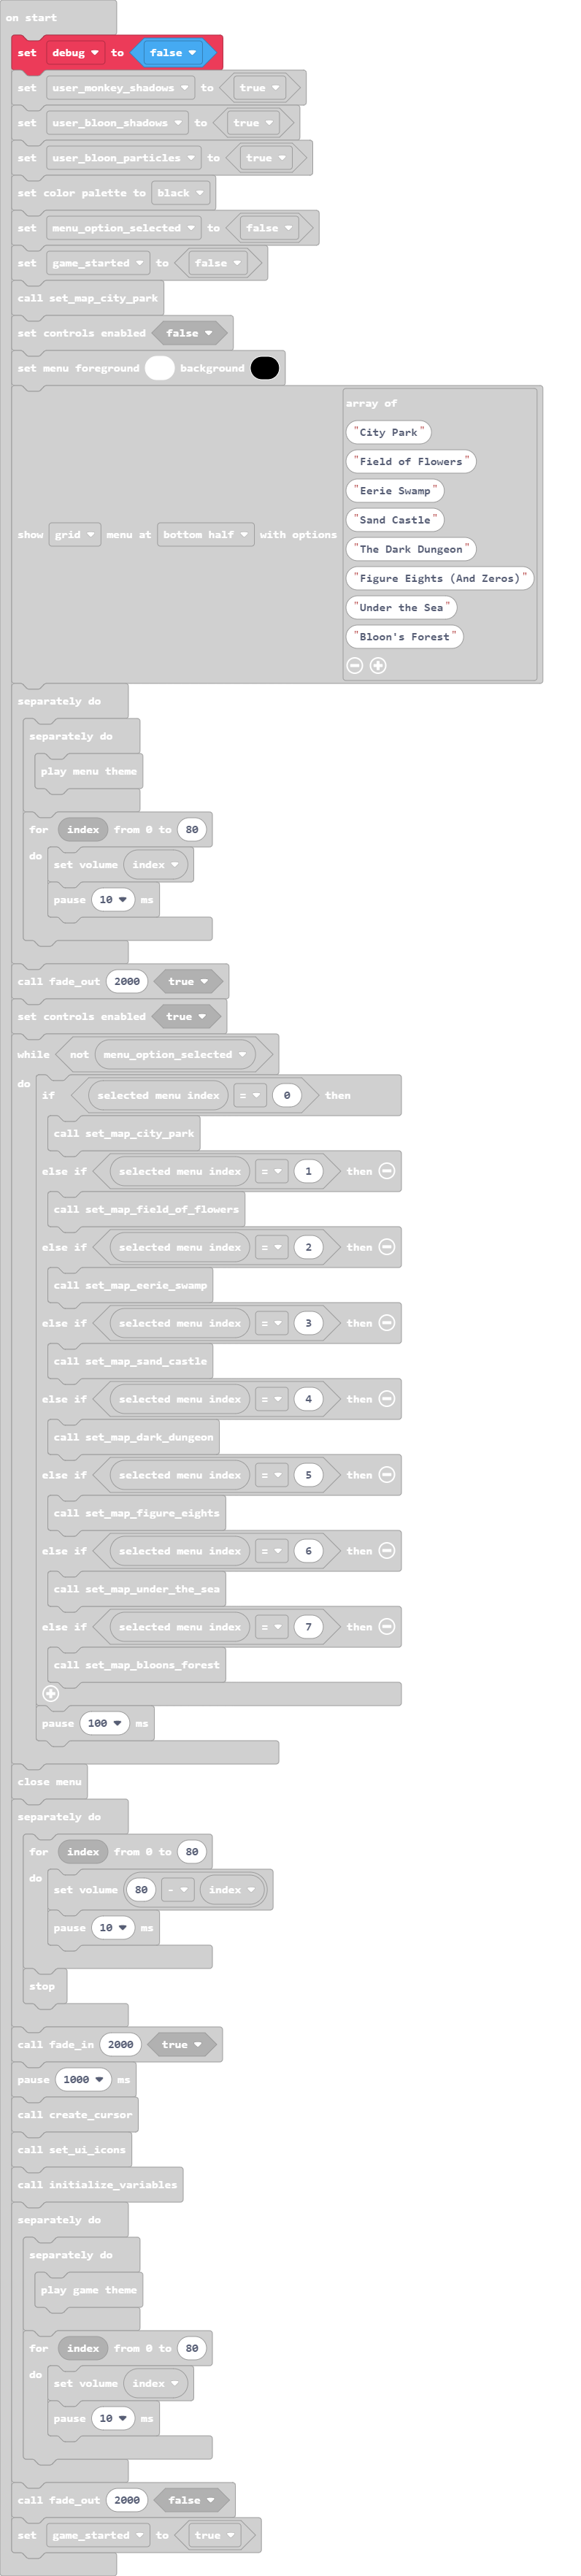 on start
set debug to false
set user_monkey_shadows to true
set user_bloon_shadows to true
set user_bloon_particles to true
set color palette to black
set menu_option_selected to false
set game_started to false
call set_map_city_park
set controls enabled false
set menu foreground background
show grid menu at bottom half with options
array of
"City Park"
"Field of Flowers"
"Eerie Swamp"
"Sand Castle"
"The Dark Dungeon"
"Figure Eights (And Zeros)"
"Under the Sea"
"Bloon's Forest"
separately do
separately do
play menu theme
for index from 0 to 80
do
set volume index
pause 10 ms
call fade_out 2000 true
set controls enabled true
while not menu_option_selected
do
if selected menu index = 0 then
call set_map_city_park
else if selected menu index = 1 then
call set_map_field_of_flowers
else if selected menu index = 2 then
call set_map_eerie_swamp
else if selected menu index = 3 then
call set_map_sand_castle
else if selected menu index = 4 then
call set_map_dark_dungeon
else if selected menu index = 5 then
call set_map_figure_eights
else if selected menu index = 6 then
call set_map_under_the_sea
else if selected menu index = 7 then
call set_map_bloons_forest
pause 100 ms
close menu
separately do
for index from 0 to 80
do
set volume 80 - index
pause 10 ms
stop
call fade_in 2000 true
pause 1000 ms
call create_cursor
call set_ui_icons
call initialize_variables
separately do
separately do
play game theme
for index from 0 to 80
do
set volume index
pause 10 ms
call fade_out 2000 false
set game_started to true